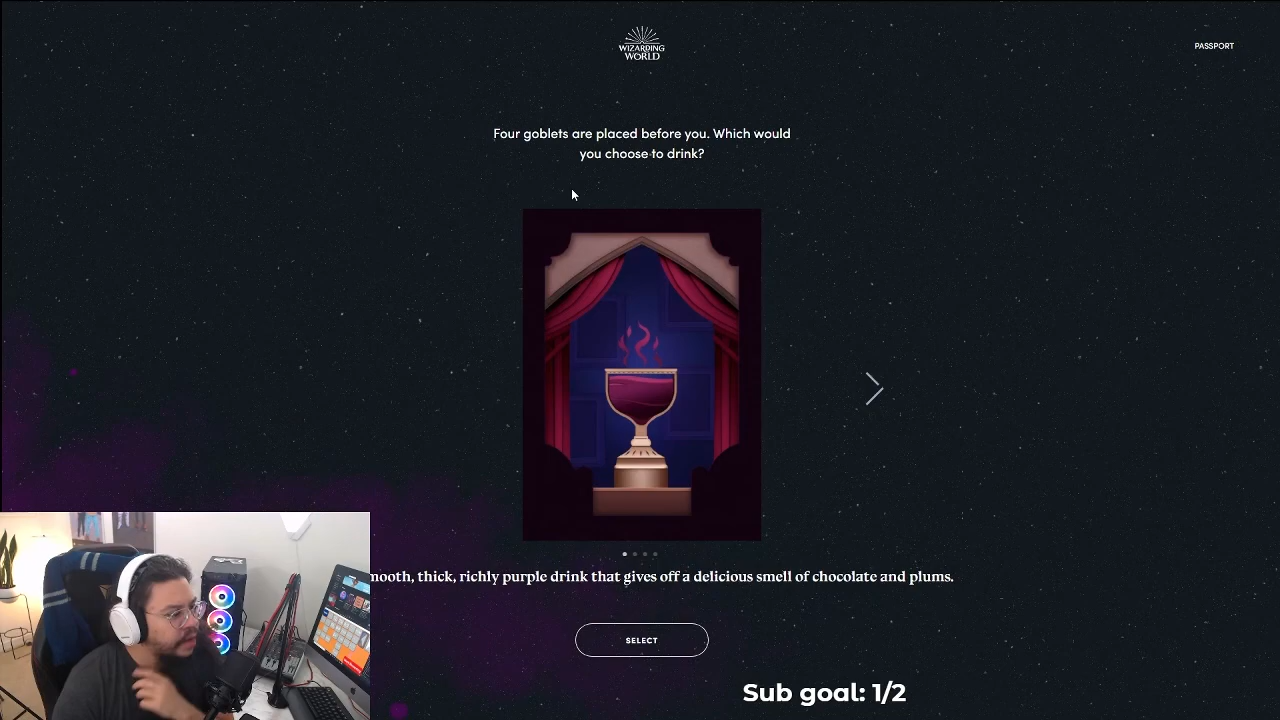 WIZARDING
WORLD
PASSPORT
Four goblets are placed before you. Which would
you choose to drink?
thick, richly purple drink that gives off a delicious smell of chocolate and plums.
SELECT
Sub goal: 1/2